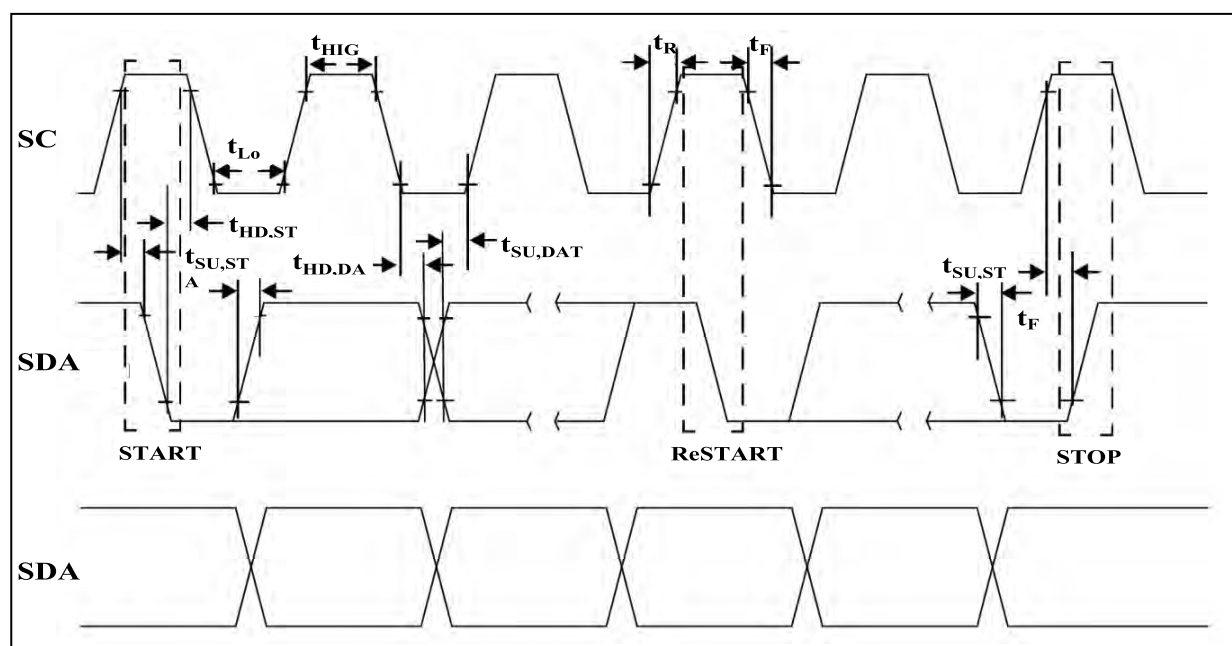 tHIG
tR
tF
SC
tLo
tHD,ST
tSU,ST
A
tHD,DA
tSU,DAT
tSU,ST
tF
SDA
START
ReSTART
STOP
SDA